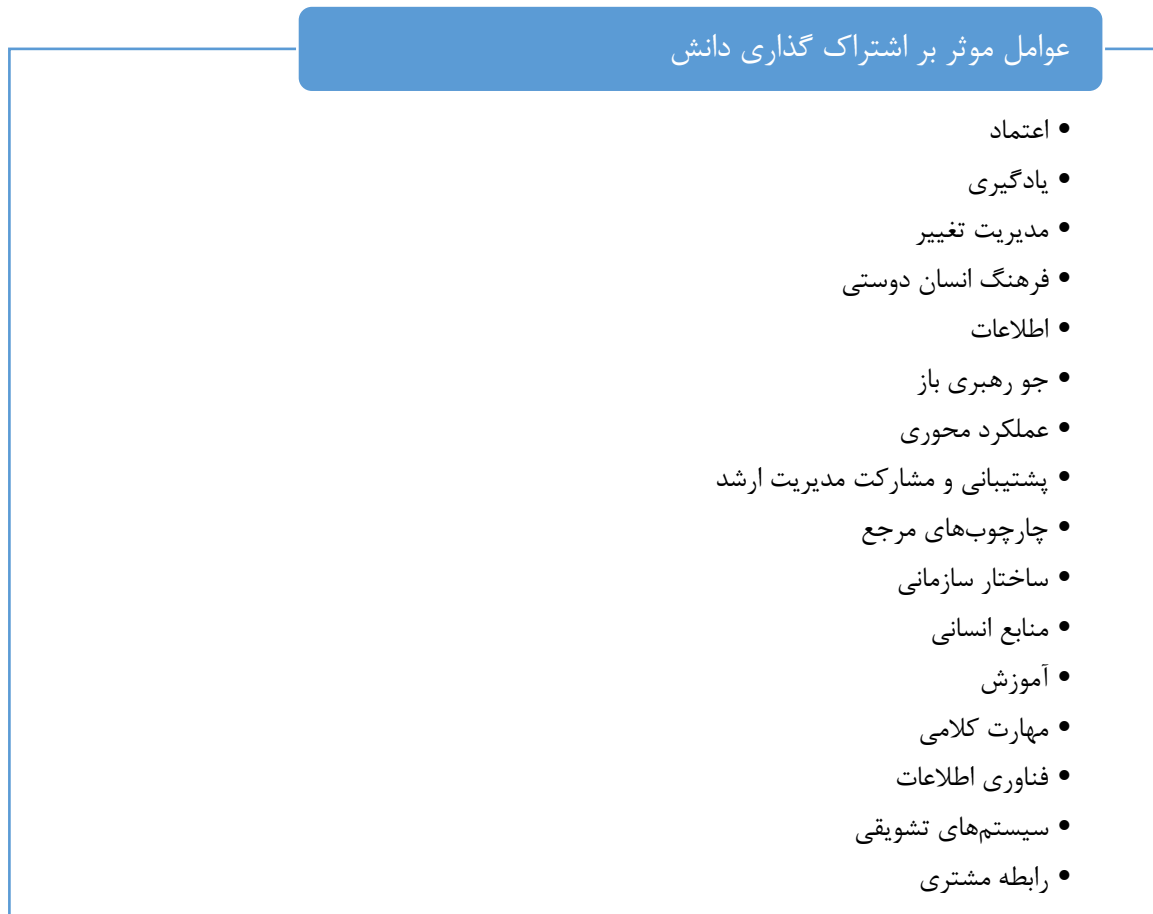 عوامل موثر بر اشتراک گذاری دانش
• اعتماد
• یادگیری
• مدیریت تغییر
• فرهنگ انسان دوستی
• اطلاعات
• جو رهبری باز
• عملکرد محوری
• پشتیبانی و مشارکت مدیریت ارشد
• چارچوب‌های مرجع
• ساختار سازمانی
• منابع انسانی
• آموزش
• مهارت کلامی
• فناوری اطلاعات
• سیستم‌های تشویقی
• رابطه مشتری